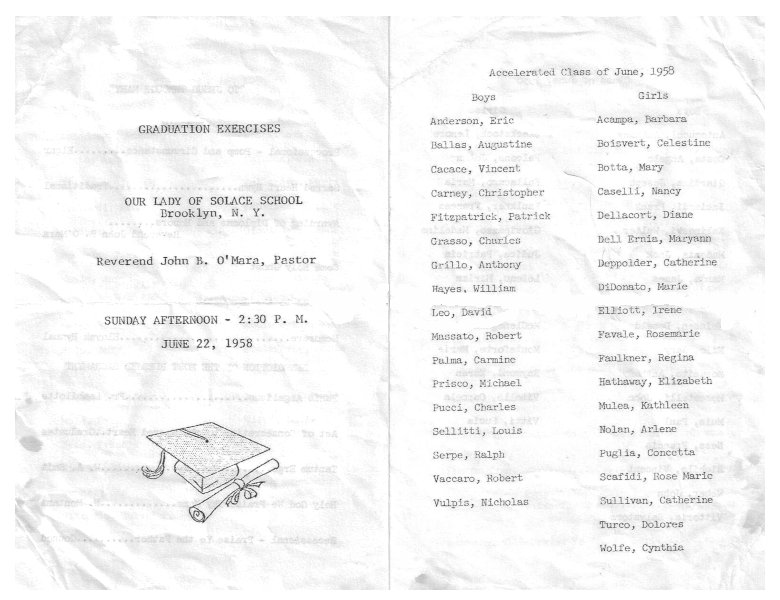 GRADUATION EXERCISES
OUR LADY OF SOLACE SCHOOL
Brooklyn, N. Y.
Reverend John B. O'Mara, Pastor
SUNDAY AFTERNOON - 2:30 P. M.
JUNE 22, 1958
Accelerated Class of June, 1958
Boys
Anderson, Eric
Ballas, Augustine
Cacace, Vincent
Carney, Christopher
Fitzpatrick, Patrick
Grasso, Charles
Grillo, Anthony
Hayes, William
Leo, David
Massato, Robert
Palma, Carmine
Prisco, Michael
Pucci, Charles
Sellitti, Louis
Serpe, Ralph
Vaccaro, Robert
Vulpis, Nicholas
Girls
Acampa, Barbara
Boisvert, Celestine
Botta, Mary
Caselli, Nancy
Dellacort, Diane
Dell Ernia, Maryann
Deppolder, Catherine
DiDonato, Marie
Elliott, Irene
Favale, Rosemarie
Faulkner, Regina
Hathaway, Elizabeth
Mulea, Kathleen
Nolan, Arlene
Puglia, Concetta
Scafidi, Rose Marie
Sullivan, Catherine
Turco, Dolores
Wolfe, Cynthia